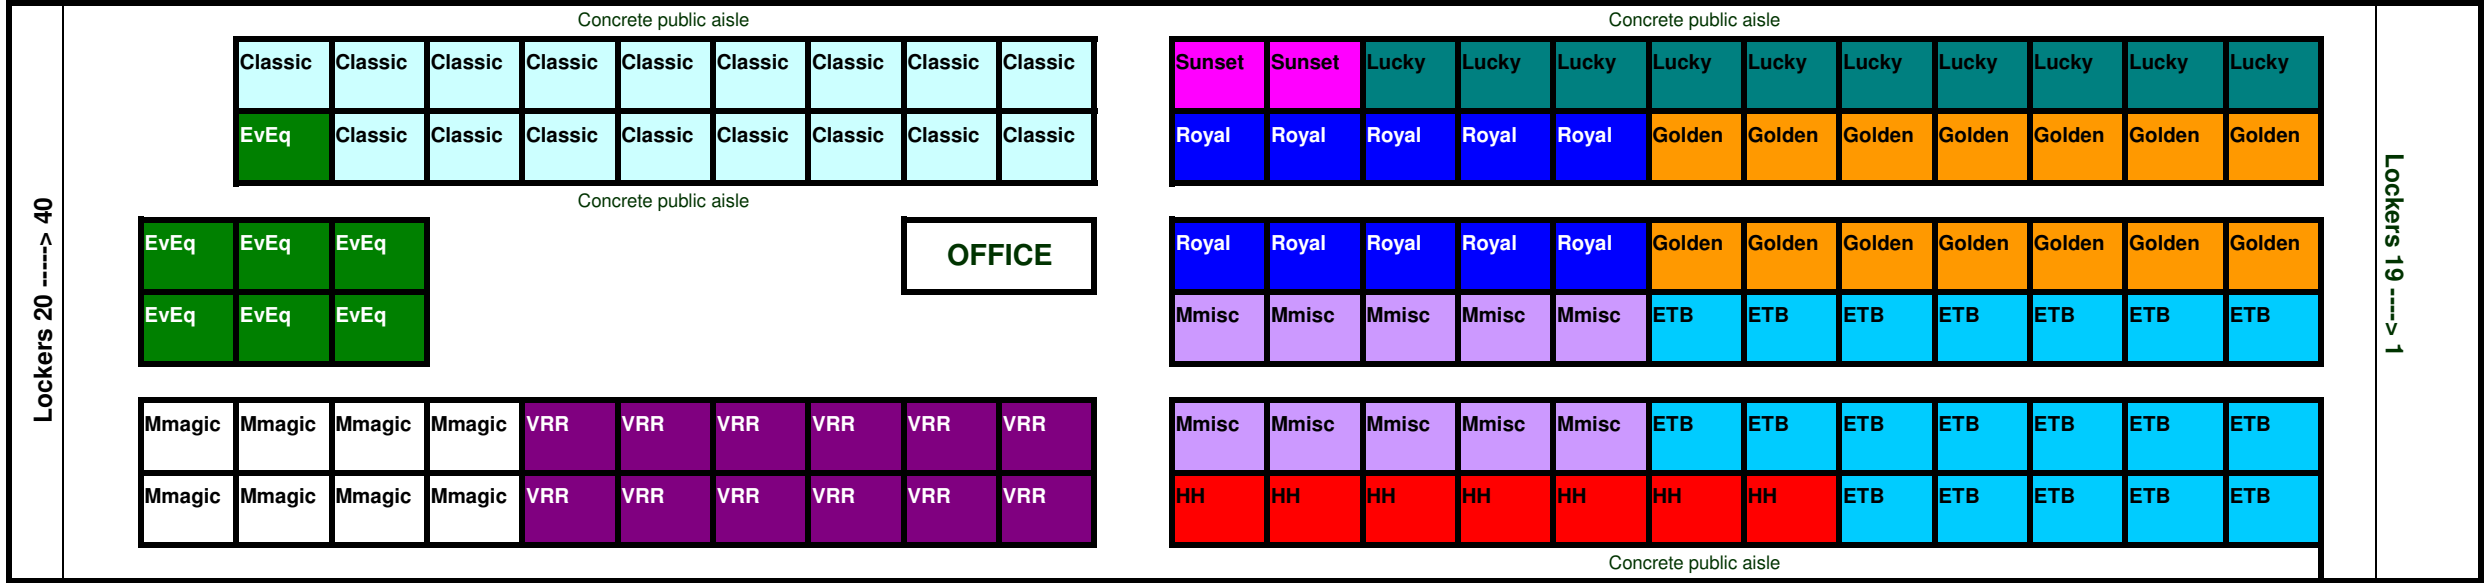 Concrete public aisle Concrete public aisle
Classic Classic Classic Classic Classic Classic Classic Classic Classic Sunset Sunset Lucky Lucky Lucky Lucky Lucky Lucky Lucky Lucky Lucky Lucky
EvEq Classic Classic Classic Classic Classic Classic Classic Classic Royal Royal Royal Royal Royal Golden Golden Golden Golden Golden Golden Golden
Concrete public aisle
EvEq EvEq EvEq OFFICE Royal Royal Royal Royal Royal Golden Golden Golden Golden Golden Golden Golden
EvEq EvEq EvEq Mmisc Mmisc Mmisc Mmisc Mmisc ETB ETB ETB ETB ETB ETB ETB
Mmagic Mmagic Mmagic Mmagic VRR VRR VRR VRR VRR VRR Mmisc Mmisc Mmisc Mmisc Mmisc ETB ETB ETB ETB ETB ETB ETB
Mmagic Mmagic Mmagic Mmagic VRR VRR VRR VRR VRR VRR HH HH HH HH HH HH HH ETB ETB ETB ETB ETB
Concrete public aisle
Lockers 20 -----> 40
Lockers 19 ----> 1